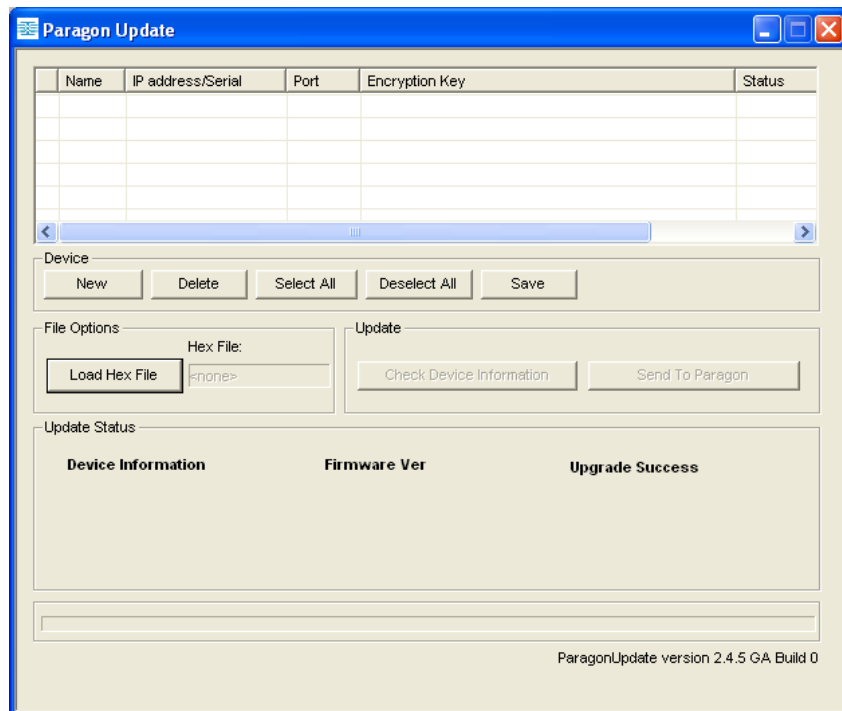 Paragon Update
Name IP address/Serial Port Encryption Key Status
Device
New Delete Select All Deselect All Save
File Options Update
Hex File:
Load Hex File <none> Check Device Information Send To Paragon
Update Status
Device Information Firmware Ver Upgrade Success
ParagonUpdate version 2.4.5 GA Build 0